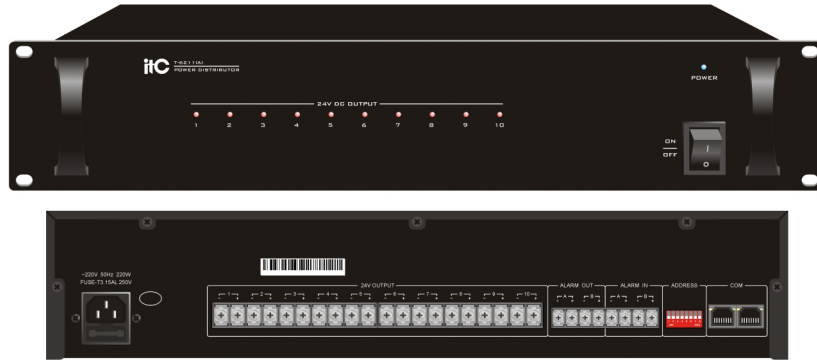 itC T-6211(A)
POWER DISTRIBUTOR
POWER
24V DC OUTPUT
1 2 3 4 5 6 7 8 9 10
ON
OFF
~220V 50Hz 220W
FUSE-T3.15AL 250V
24V OUTPUT ALARM OUT ALARM IN ADDRESS COM
1 2 3 4 5 6 7 8 9 10 A B A B